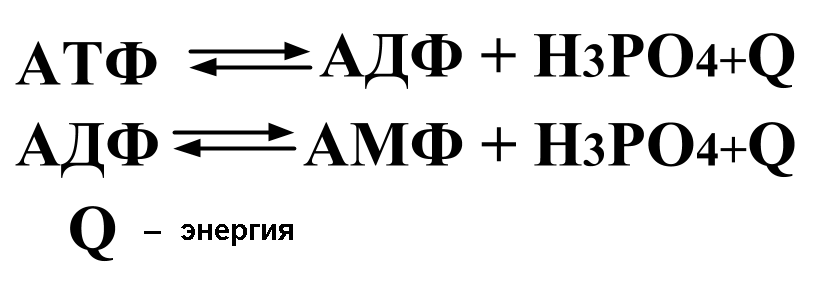 АТФ ⇌ АДФ + H3PO4+Q
АДФ ⇌ АМФ + H3PO4+Q
Q – энергия